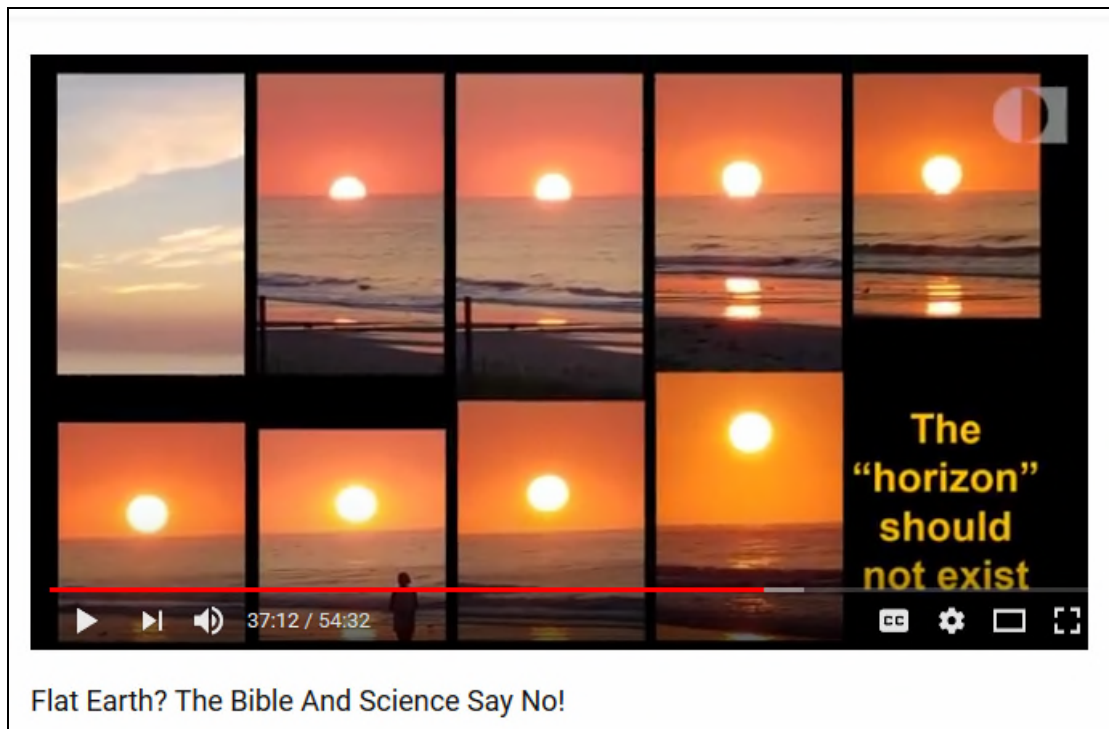 The
“horizon”
should
not exist
37:12 / 54:32
CC
Flat Earth? The Bible And Science Say No!